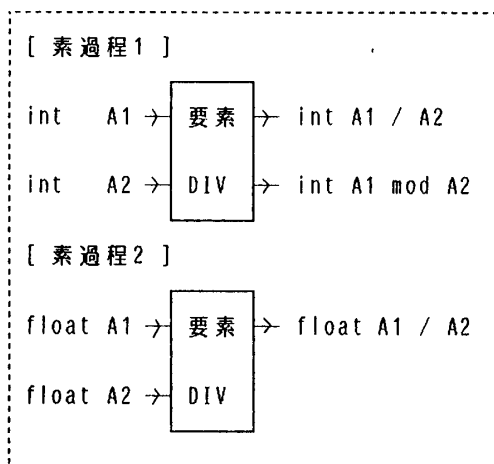 [ 素過程1 ]
int A1 → 要素 → int A1 / A2
int A2 → DIV → int A1 mod A2
[ 素過程2 ]
float A1 → 要素 → float A1 / A2
float A2 → DIV